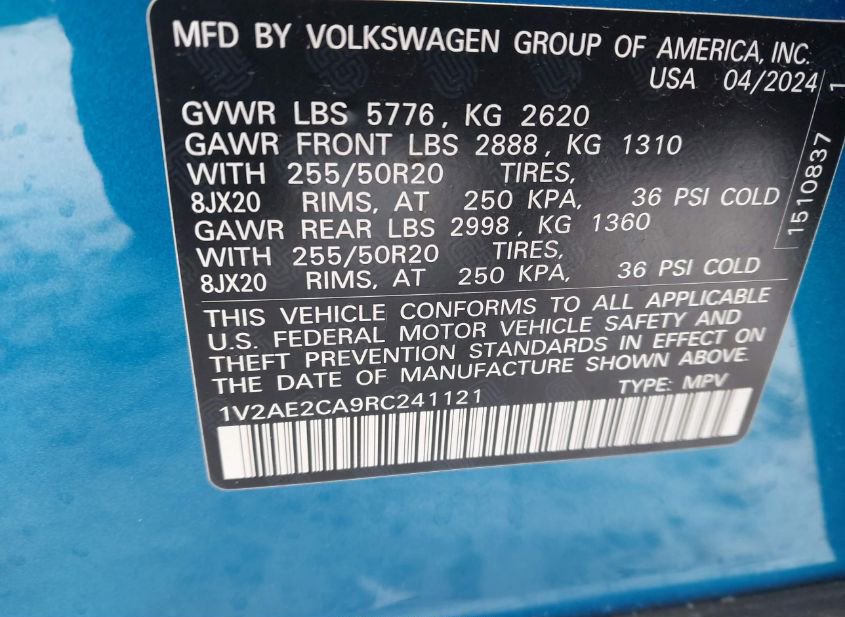 MFD BY VOLKSWAGEN GROUP OF AMERICA, INC.
USA 04/2024
GVWR LBS 5776, KG 2620
GAWR FRONT LBS 2888, KG 1310
WITH 255/50R20 TIRES,
8JX20 RIMS, AT 250 KPA, 36 PSI COLD
GAWR REAR LBS 2998, KG 1360
WITH 255/50R20 TIRES,
8JX20 RIMS, AT 250 KPA, 36 PSI COLD
THIS VEHICLE CONFORMS TO ALL APPLICABLE
U.S. FEDERAL MOTOR VEHICLE SAFETY AND
THEFT PREVENTION STANDARDS IN EFFECT ON
THE DATE OF MANUFACTURE SHOWN ABOVE.
1V2AE2CA9RC241121 TYPE: MPV
1510837
1